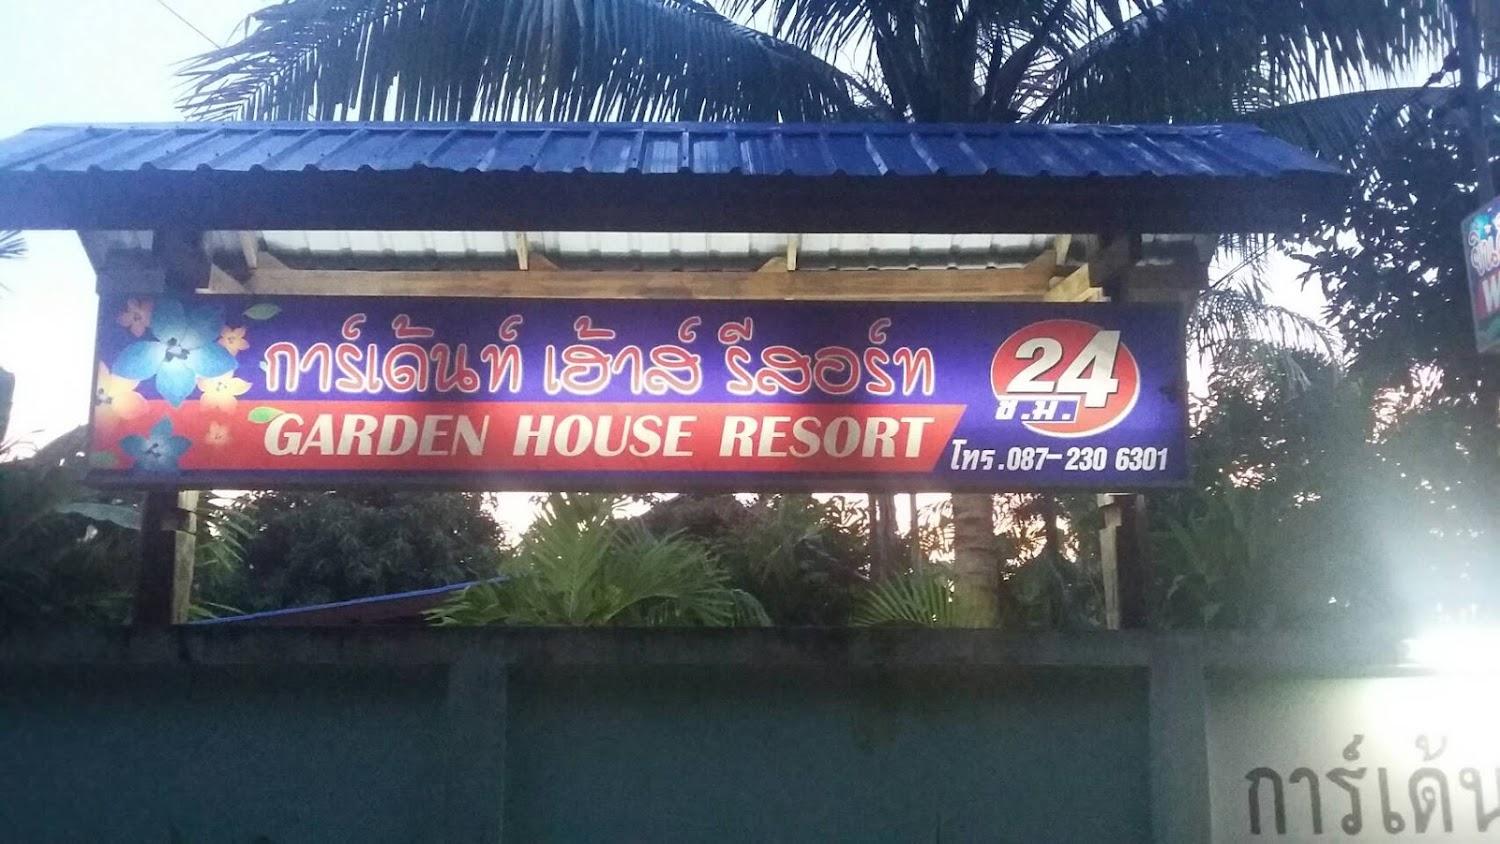 การ์เด้นท์ เฮ้าส์ รีสอร์ท
GARDEN HOUSE RESORT
24
ช.ม.
โทร.087-230 6301
การ์เด้น